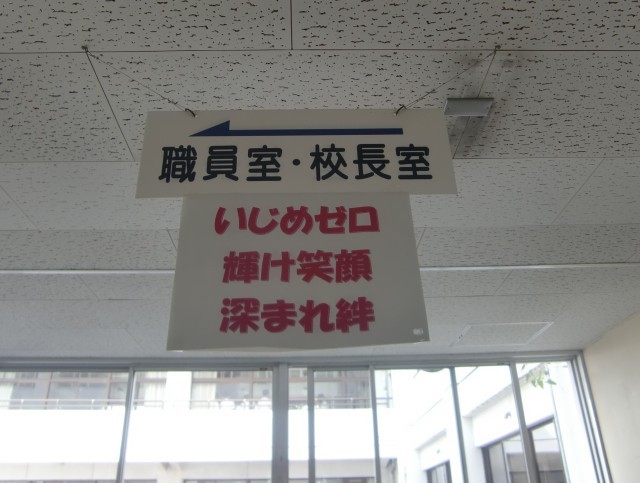 職員室・校長室
いじめゼロ
輝け笑顔
深まれ絆